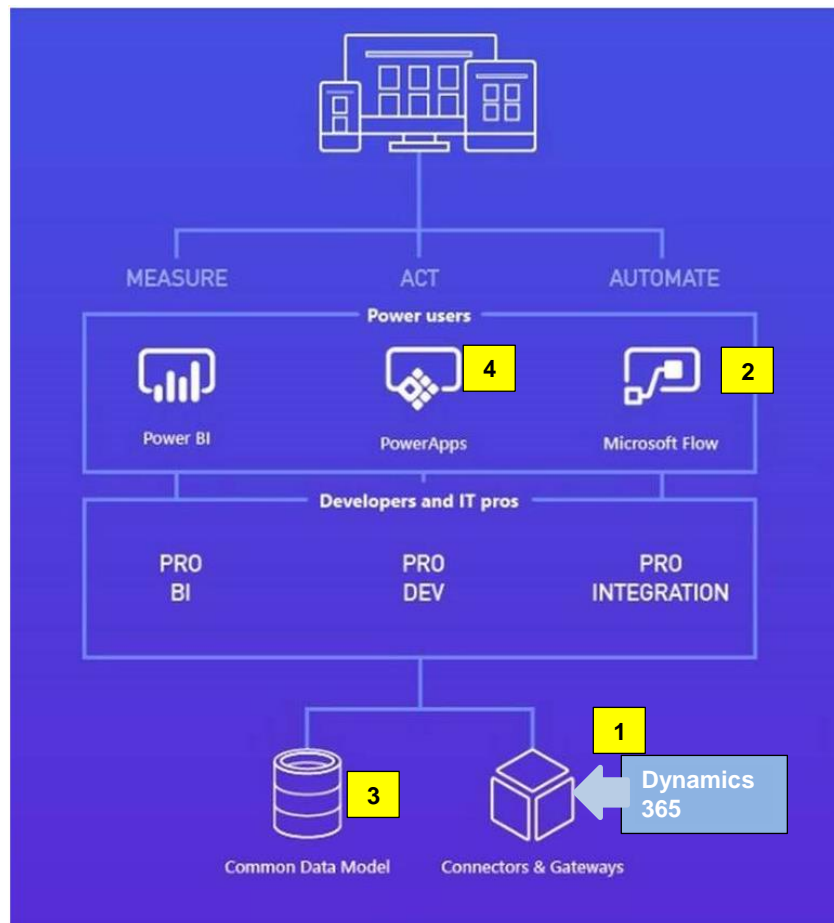 MEASURE
ACT
AUTOMATE
Power users
4
2
Power BI
PowerApps
Microsoft Flow
Developers and IT pros
PRO
BI
PRO
DEV
PRO
INTEGRATION
1
Dynamics
365
3
Common Data Model
Connectors & Gateways